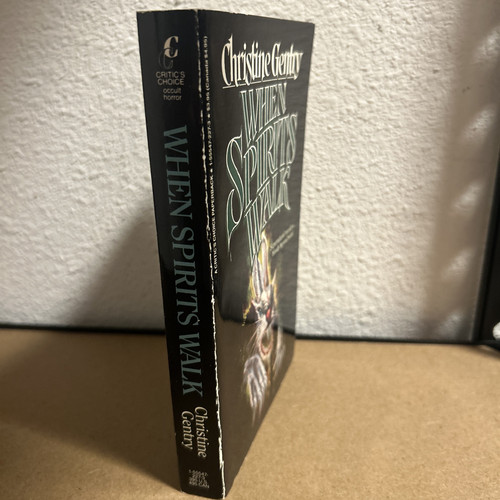 C
CRITIC'S
CHOICE
occult
horror
WHEN SPIRITS WALK
Christine
Gentry
A CRITIC'S CHOICE PAPERBACK
Christine Gentry
WHEN
SPIRITS
WALK